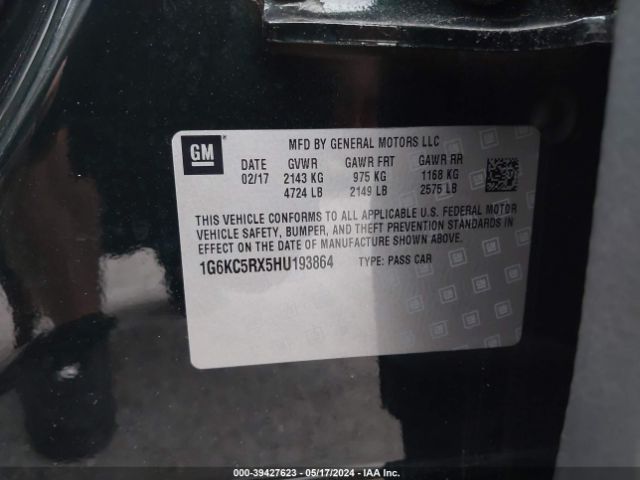 GM
MFD BY GENERAL MOTORS LLC
DATE GVWR GAWR FRT GAWR RR
02/17 2143 KG 975 KG 1168 KG
4724 LB 2149 LB 2575 LB
THIS VEHICLE CONFORMS TO ALL APPLICABLE U.S. FEDERAL MOTOR
VEHICLE SAFETY, BUMPER, AND THEFT PREVENTION STANDARDS IN
EFFECT ON THE DATE OF MANUFACTURE SHOWN ABOVE.
1G6KC5RX5HU193864 TYPE: PASS CAR
000-39427623 - 05/17/2024 - IAA Inc.